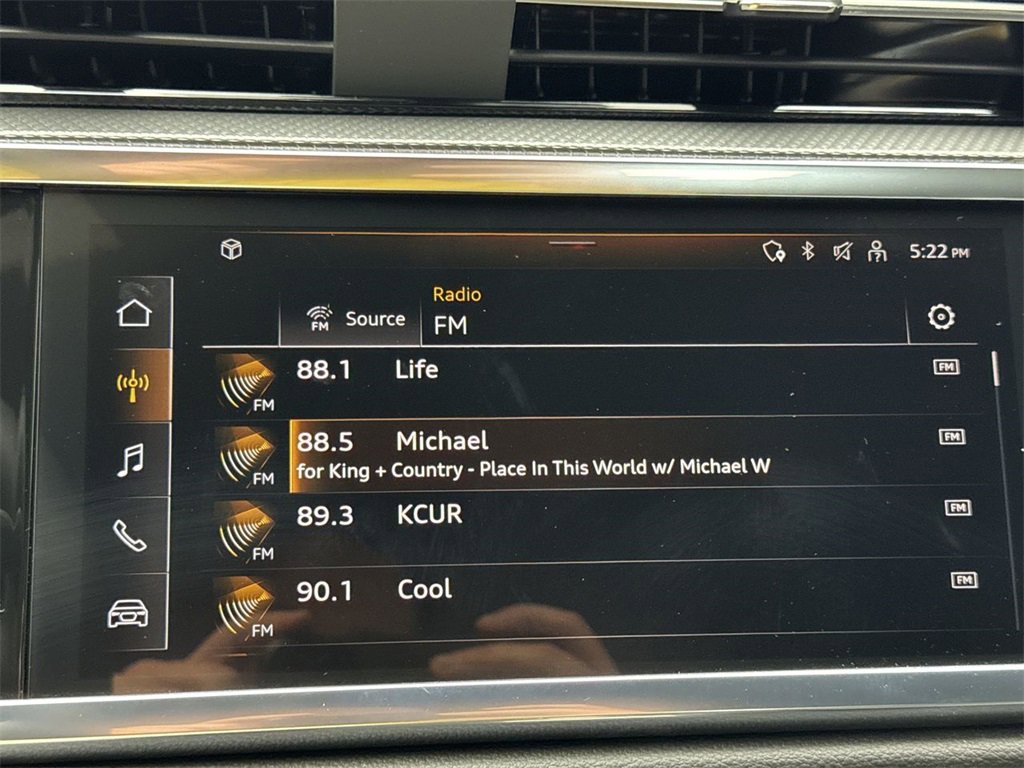 5:22 PM
Radio
FM Source FM
88.1 Life FM
FM
88.5 Michael FM
for King + Country - Place In This World w/ Michael W
FM
89.3 KCUR FM
FM
90.1 Cool FM
FM